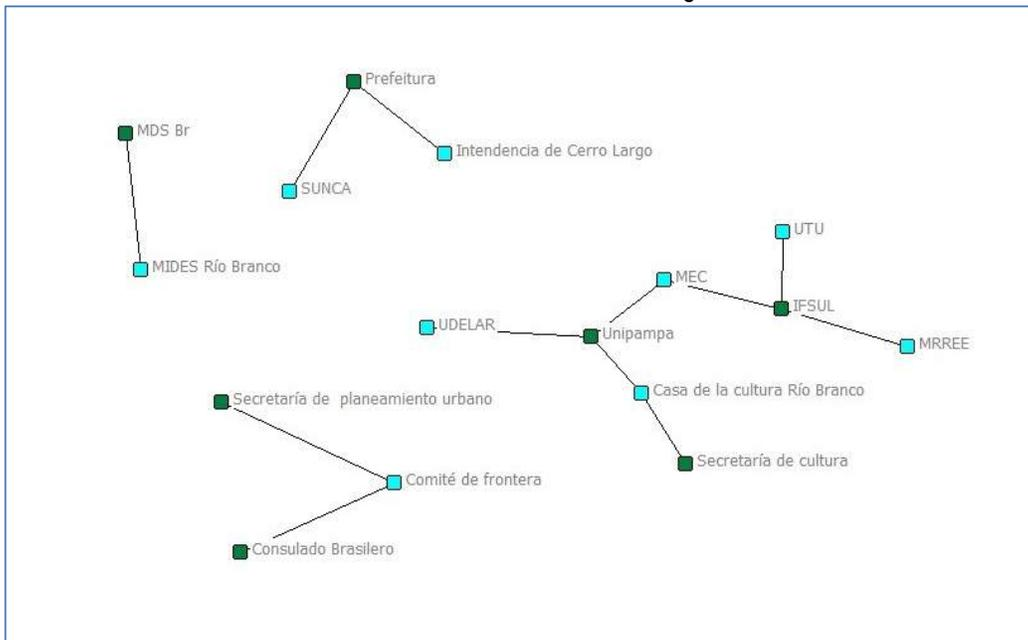 Prefeitura
MDS Br
Intendencia de Cerro Largo
SUNCA
UTU
MIDES Río Branco
MEC
IFSUL
UDELAR
Unipampa
MRREE
Casa de la cultura Río Branco
Secretaría de planeamiento urbano
Secretaría de cultura
Comité de frontera
Consulado Brasilero